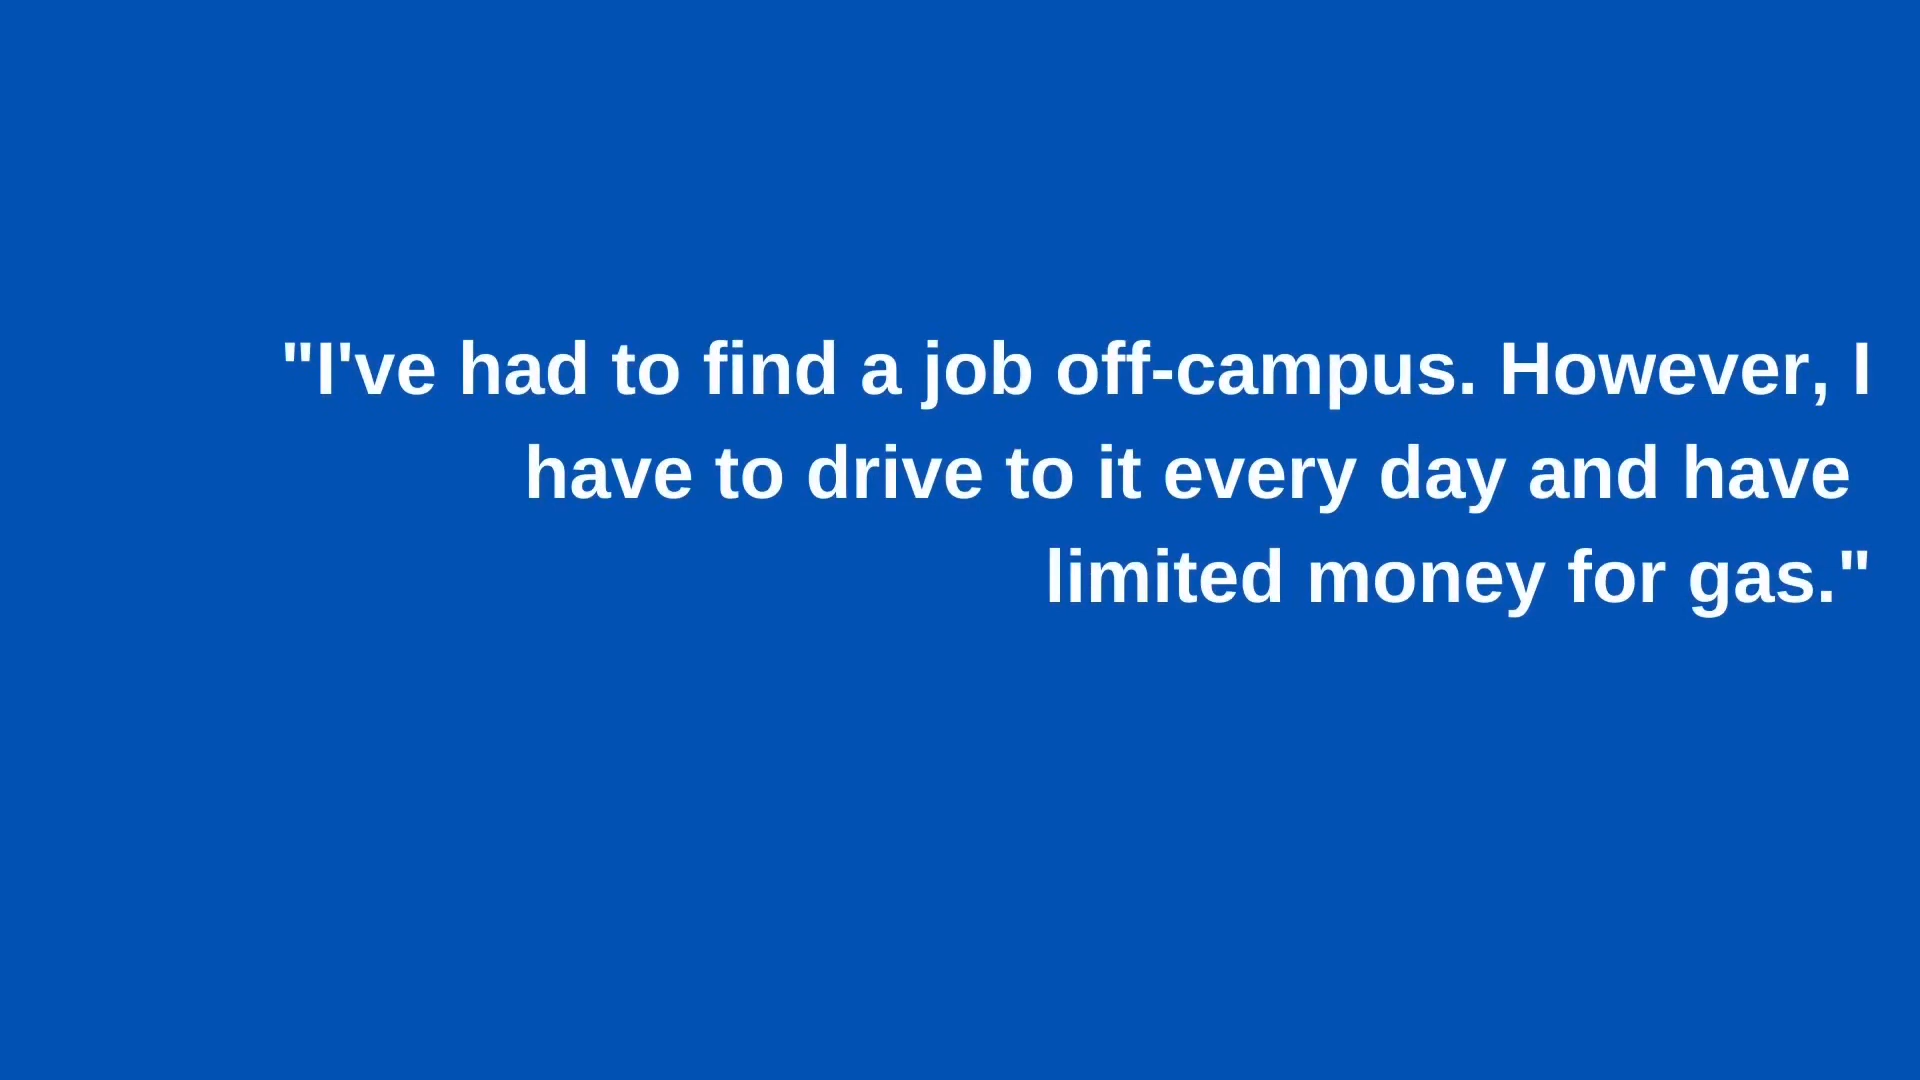 "I've had to find a job off-campus. However, I
have to drive to it every day and have
limited money for gas."